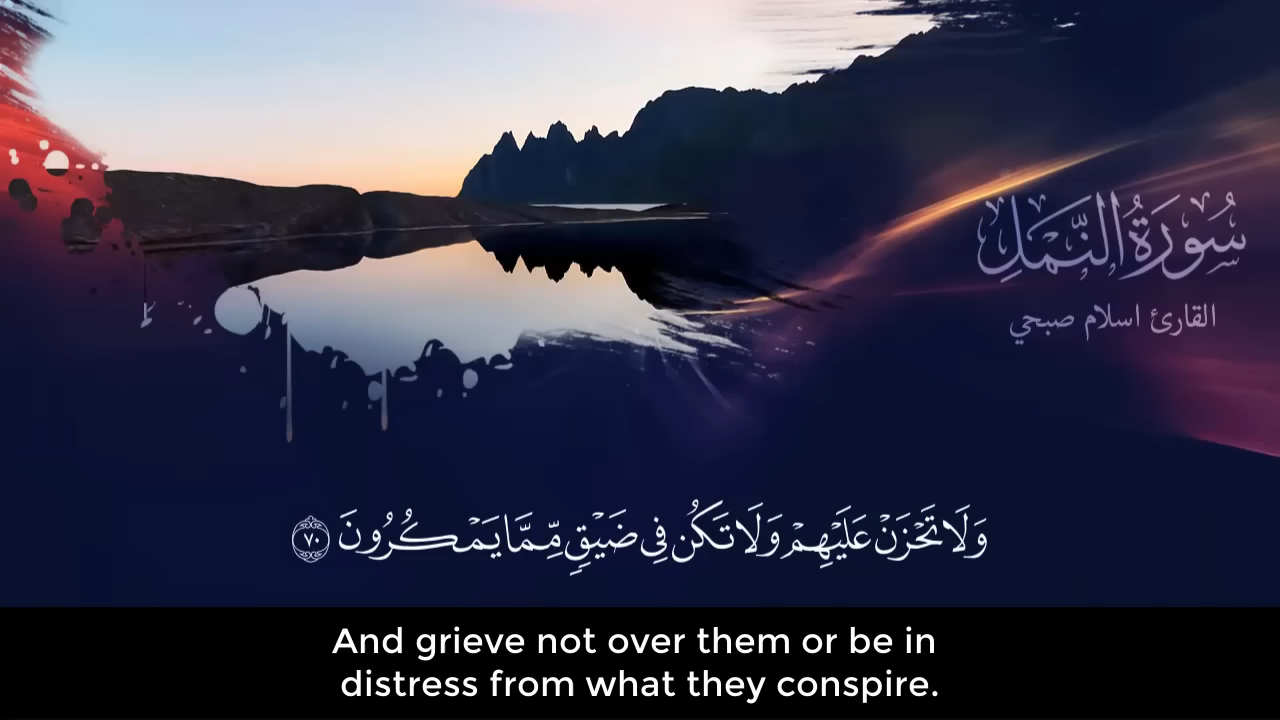 سُورَةُ النَّمْلِ
القارئ اسلام صبحي
وَلَا تَحْزَنْ عَلَيْهِمْ وَلَا تَكُن فِى ضَيْقٍ مِّمَّا يَمْكُرُونَ ٧٠
And grieve not over them or be in
distress from what they conspire.